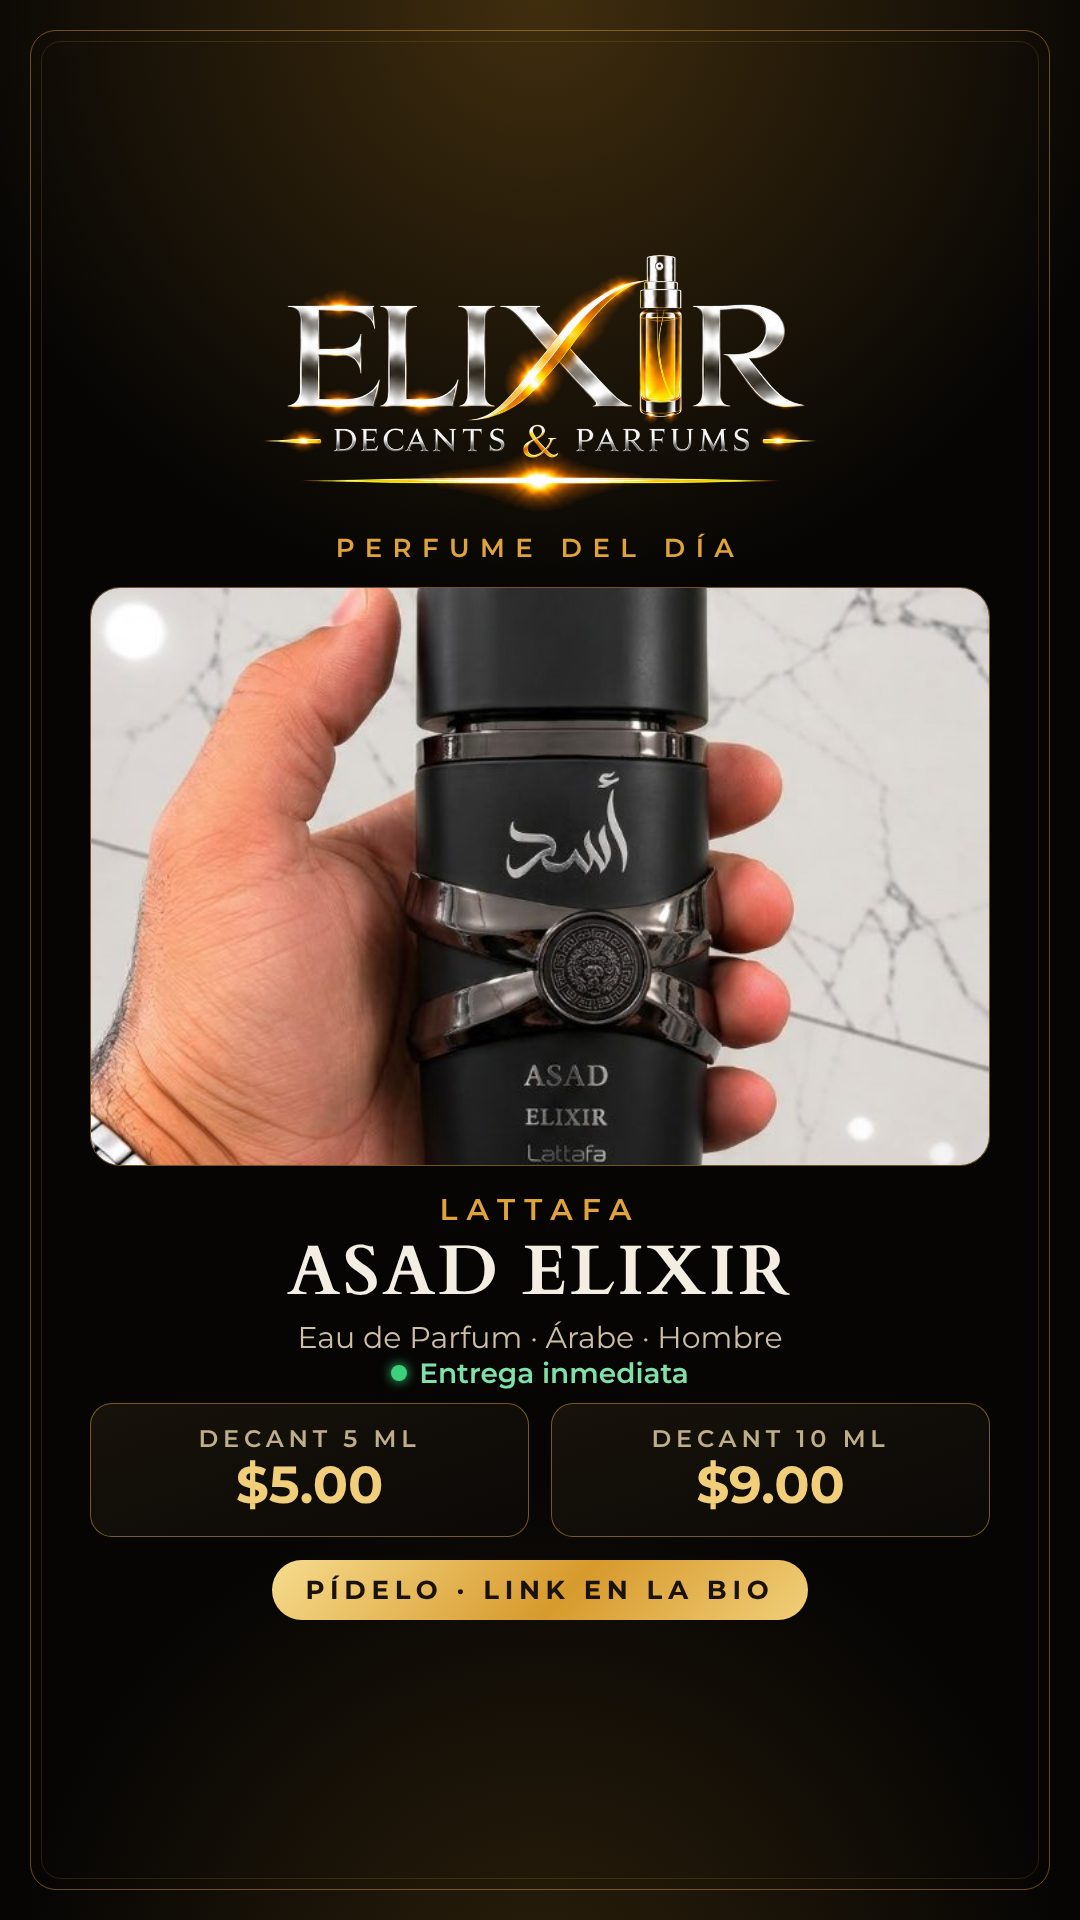 ELIXIR
DECANTS & PARFUMS
PERFUME DEL DÍA
أسد
ASAD
ELIXIR
Lattafa
LATTAFA
ASAD ELIXIR
Eau de Parfum · Árabe · Hombre
Entrega inmediata
DECANT 5 ML
$5.00
DECANT 10 ML
$9.00
PÍDELO · LINK EN LA BIO